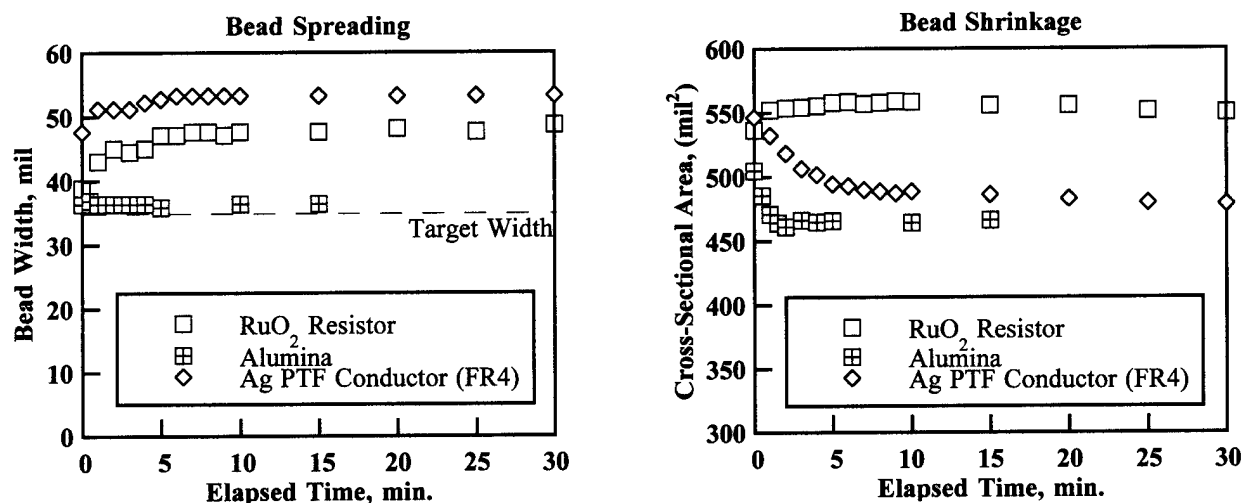 Bead Spreading
60
50
40
30
20
10
0
Bead Width, mil
Target Width
RuO2 Resistor
Alumina
Ag PTF Conductor (FR4)
0 5 10 15 20 25 30
Elapsed Time, min.
Bead Shrinkage
600
550
500
450
400
350
300
Cross-Sectional Area, (mil²)
RuO2 Resistor
Alumina
Ag PTF Conductor (FR4)
0 5 10 15 20 25 30
Elapsed Time, min.